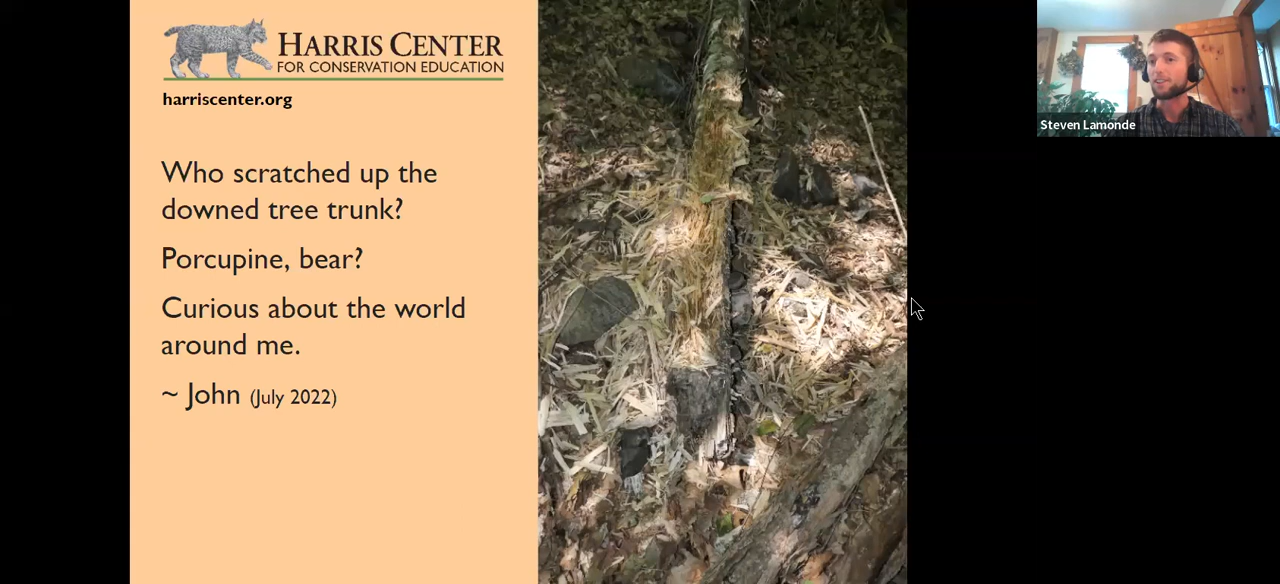 HARRIS CENTER
FOR CONSERVATION EDUCATION
harriscenter.org
Who scratched up the
downed tree trunk?
Porcupine, bear?
Curious about the world
around me.
~ John (July 2022)
Steven Lamonde